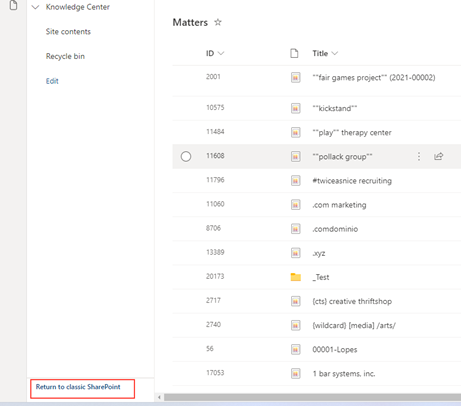 Knowledge Center
Site contents
Recycle bin
Edit
Return to classic SharePoint
Matters
ID Title
2001 ""fair games project"" (2021-00002)
10575 ""kickstand""
11484 ""play"" therapy center
11608 ""pollack group""
11796 #twiceasnice recruiting
11060 .com marketing
8706 .comdominio
13389 .xyz
20173 _Test
2717 {cts} creative thriftshop
2740 {wildcard} {media} /arts/
56 00001-Lopes
17053 1 bar systems, inc.